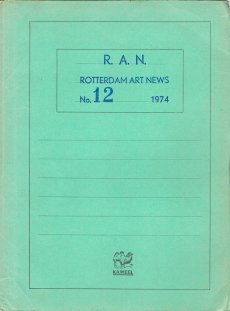 R. A. N.
ROTTERDAM ART NEWS
No. 12 1974
KAMEEL